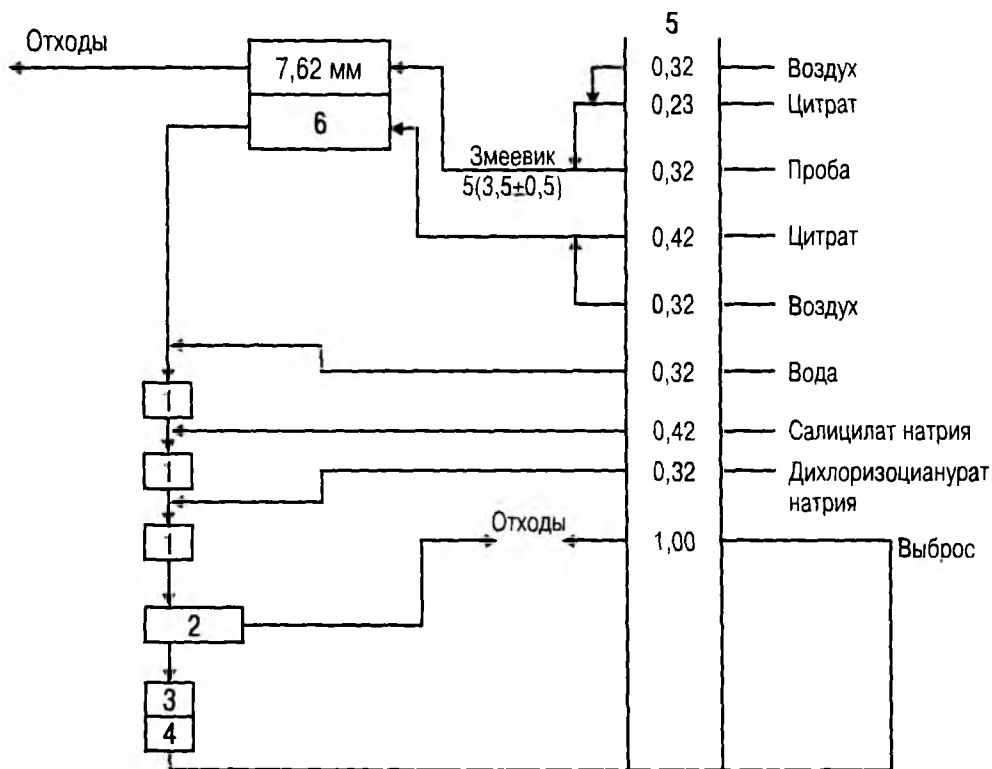 5
Отходы
7,62 мм
6
0,32 Воздух
0,23 Цитрат
Змеевик
5(3,5±0,5)
0,32 Проба
0,42 Цитрат
0,32 Воздух
0,32 Вода
1
0,42 Салицилат натрия
1
0,32 Дихлоризоцианурат
натрия
1
Отходы
1,00 Выброс
2
3
4